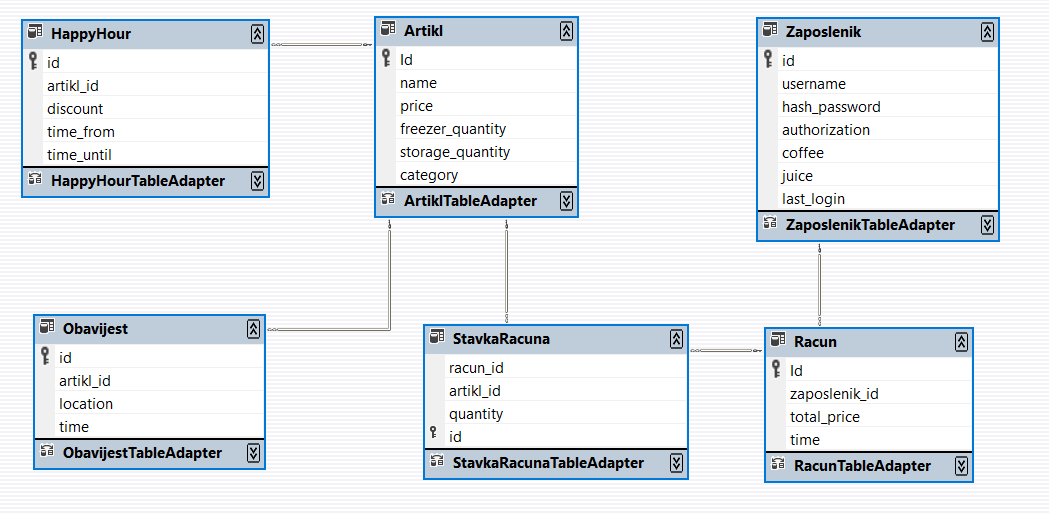 HappyHour
id
artikl_id
discount
time_from
time_until
HappyHourTableAdapter
Artikl
Id
name
price
freezer_quantity
storage_quantity
category
ArtiklTableAdapter
Zaposlenik
id
username
hash_password
authorization
coffee
juice
last_login
ZaposlenikTableAdapter
Obavijest
id
artikl_id
location
time
ObavijestTableAdapter
StavkaRacuna
racun_id
artikl_id
quantity
id
StavkaRacunaTableAdapter
Racun
Id
zaposlenik_id
total_price
time
RacunTableAdapter